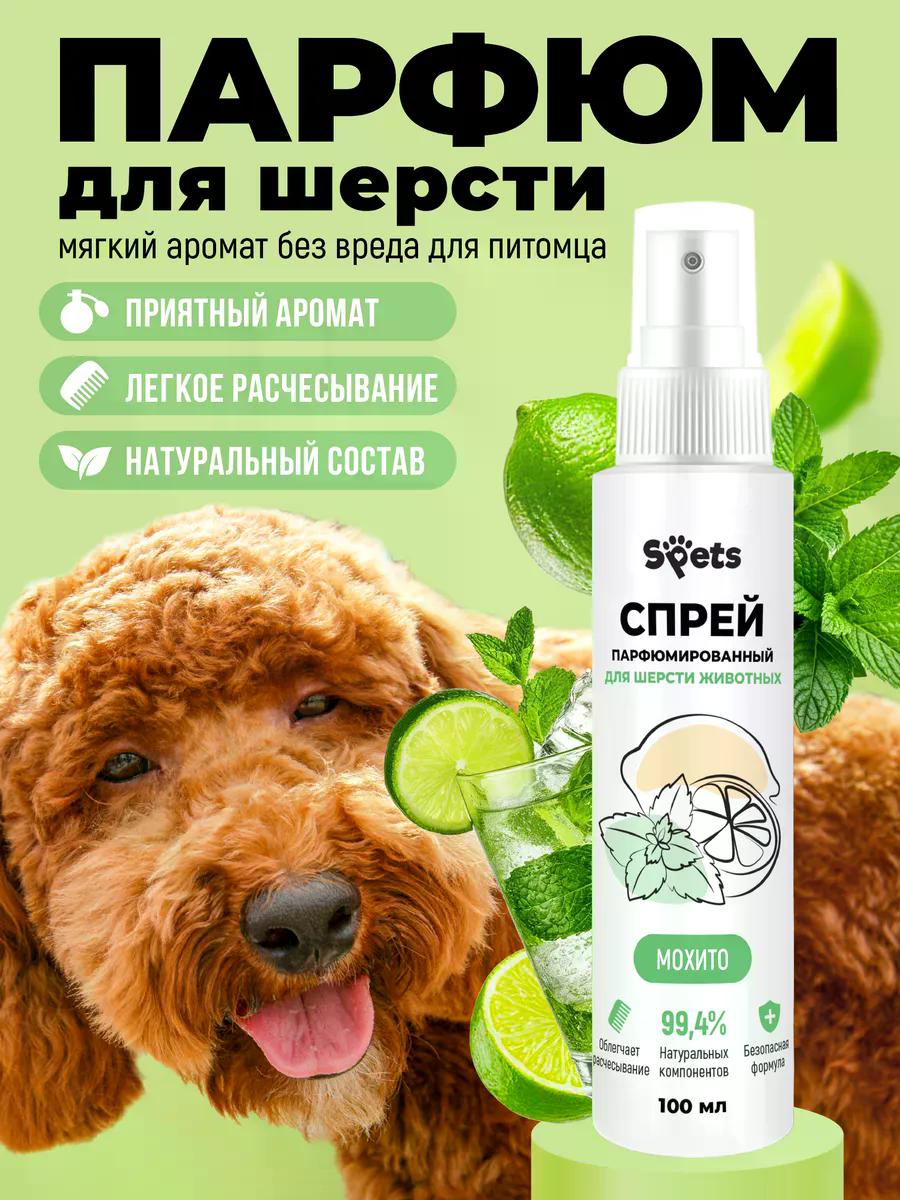 ПАРФЮМ
для шерсти
мягкий аромат без вреда для питомца
ПРИЯТНЫЙ АРОМАТ
ЛЕГКОЕ РАСЧЕСЫВАНИЕ
НАТУРАЛЬНЫЙ СОСТАВ
Spets
СПРЕЙ
ПАРФЮМИРОВАННЫЙ
ДЛЯ ШЕРСТИ ЖИВОТНЫХ
МОХИТО
Облегчает
расчесывание
99,4%
Натуральных
компонентов
Безопасная
формула
100 мл